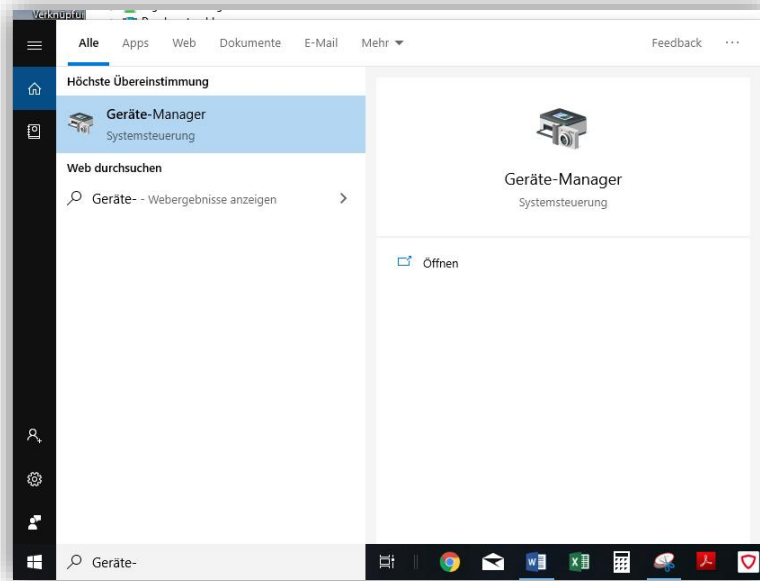 Verknüpfu
Alle Apps Web Dokumente E-Mail Mehr Feedback ...
Höchste Übereinstimmung
Geräte-Manager
Systemsteuerung
Web durchsuchen
Geräte- - Webergebnisse anzeigen
Geräte-Manager
Systemsteuerung
Öffnen
Geräte-